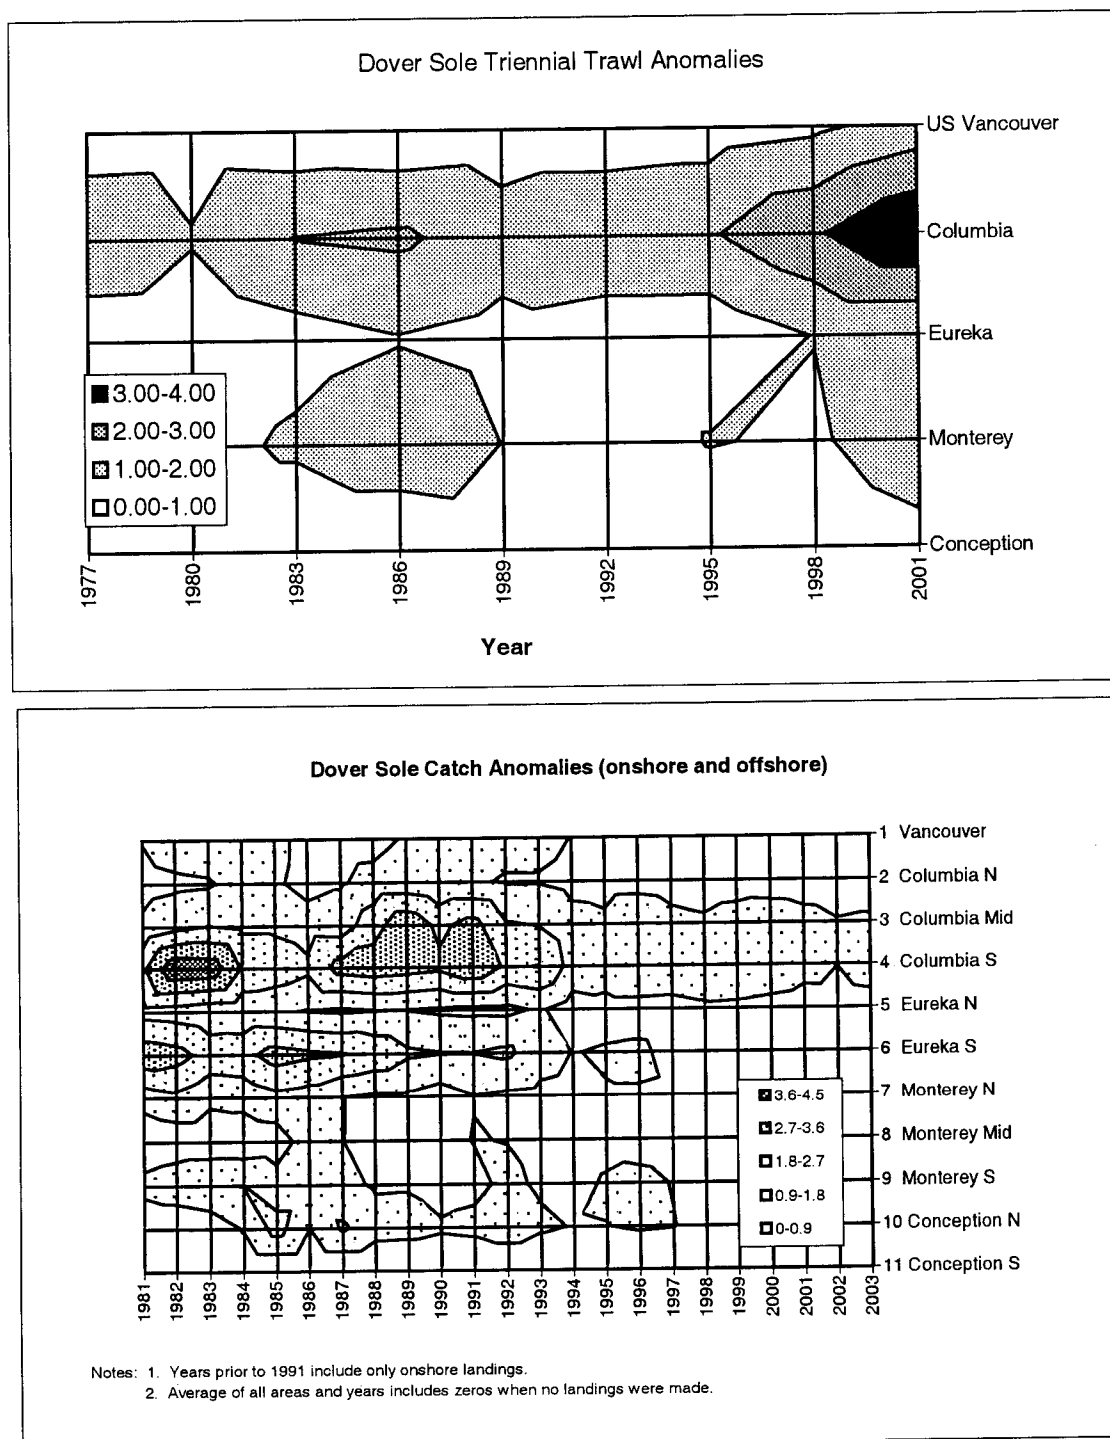 Dover Sole Triennial Trawl Anomalies
US Vancouver
Columbia
Eureka
Monterey
Conception
3.00-4.00
2.00-3.00
1.00-2.00
0.00-1.00
1977
1980
1983
1986
1989
1992
1995
1998
2001
Year
Dover Sole Catch Anomalies (onshore and offshore)
1 Vancouver
2 Columbia N
3 Columbia Mid
4 Columbia S
5 Eureka N
6 Eureka S
7 Monterey N
8 Monterey Mid
9 Monterey S
10 Conception N
11 Conception S
3.6-4.5
2.7-3.6
1.8-2.7
0.9-1.8
0-0.9
1981
1982
1983
1984
1985
1986
1987
1988
1989
1990
1991
1992
1993
1994
1995
1996
1997
1998
1999
2000
2001
2002
2003
Notes: 1. Years prior to 1991 include only onshore landings.
2. Average of all areas and years includes zeros when no landings were made.